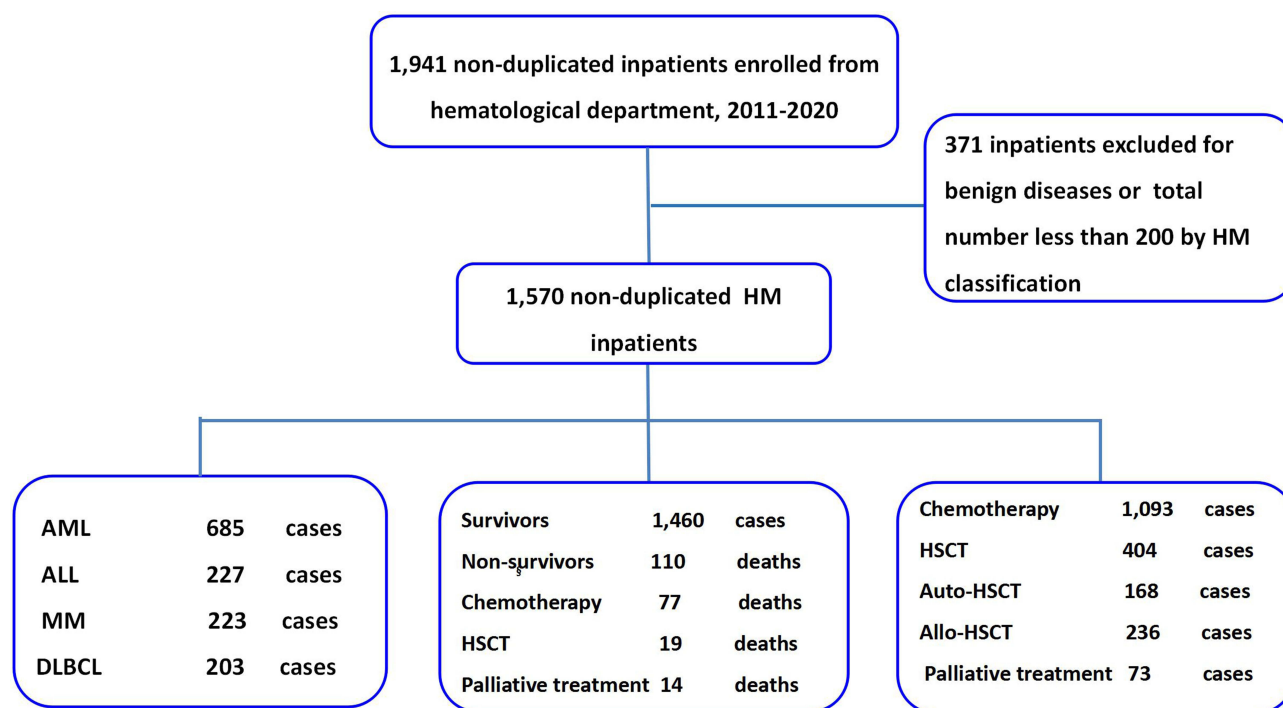 1,941 non-duplicated inpatients enrolled from
hematological department, 2011-2020
371 inpatients excluded for
benign diseases or total
number less than 200 by HM
classification
1,570 non-duplicated HM
inpatients
AML 685 cases
ALL 227 cases
MM 223 cases
DLBCL 203 cases
Survivors 1,460 cases
Non-survivors 110 deaths
§
Chemotherapy 77 deaths
HSCT 19 deaths
Palliative treatment 14 deaths
Chemotherapy 1,093 cases
HSCT 404 cases
Auto-HSCT 168 cases
Allo-HSCT 236 cases
Palliative treatment 73 cases